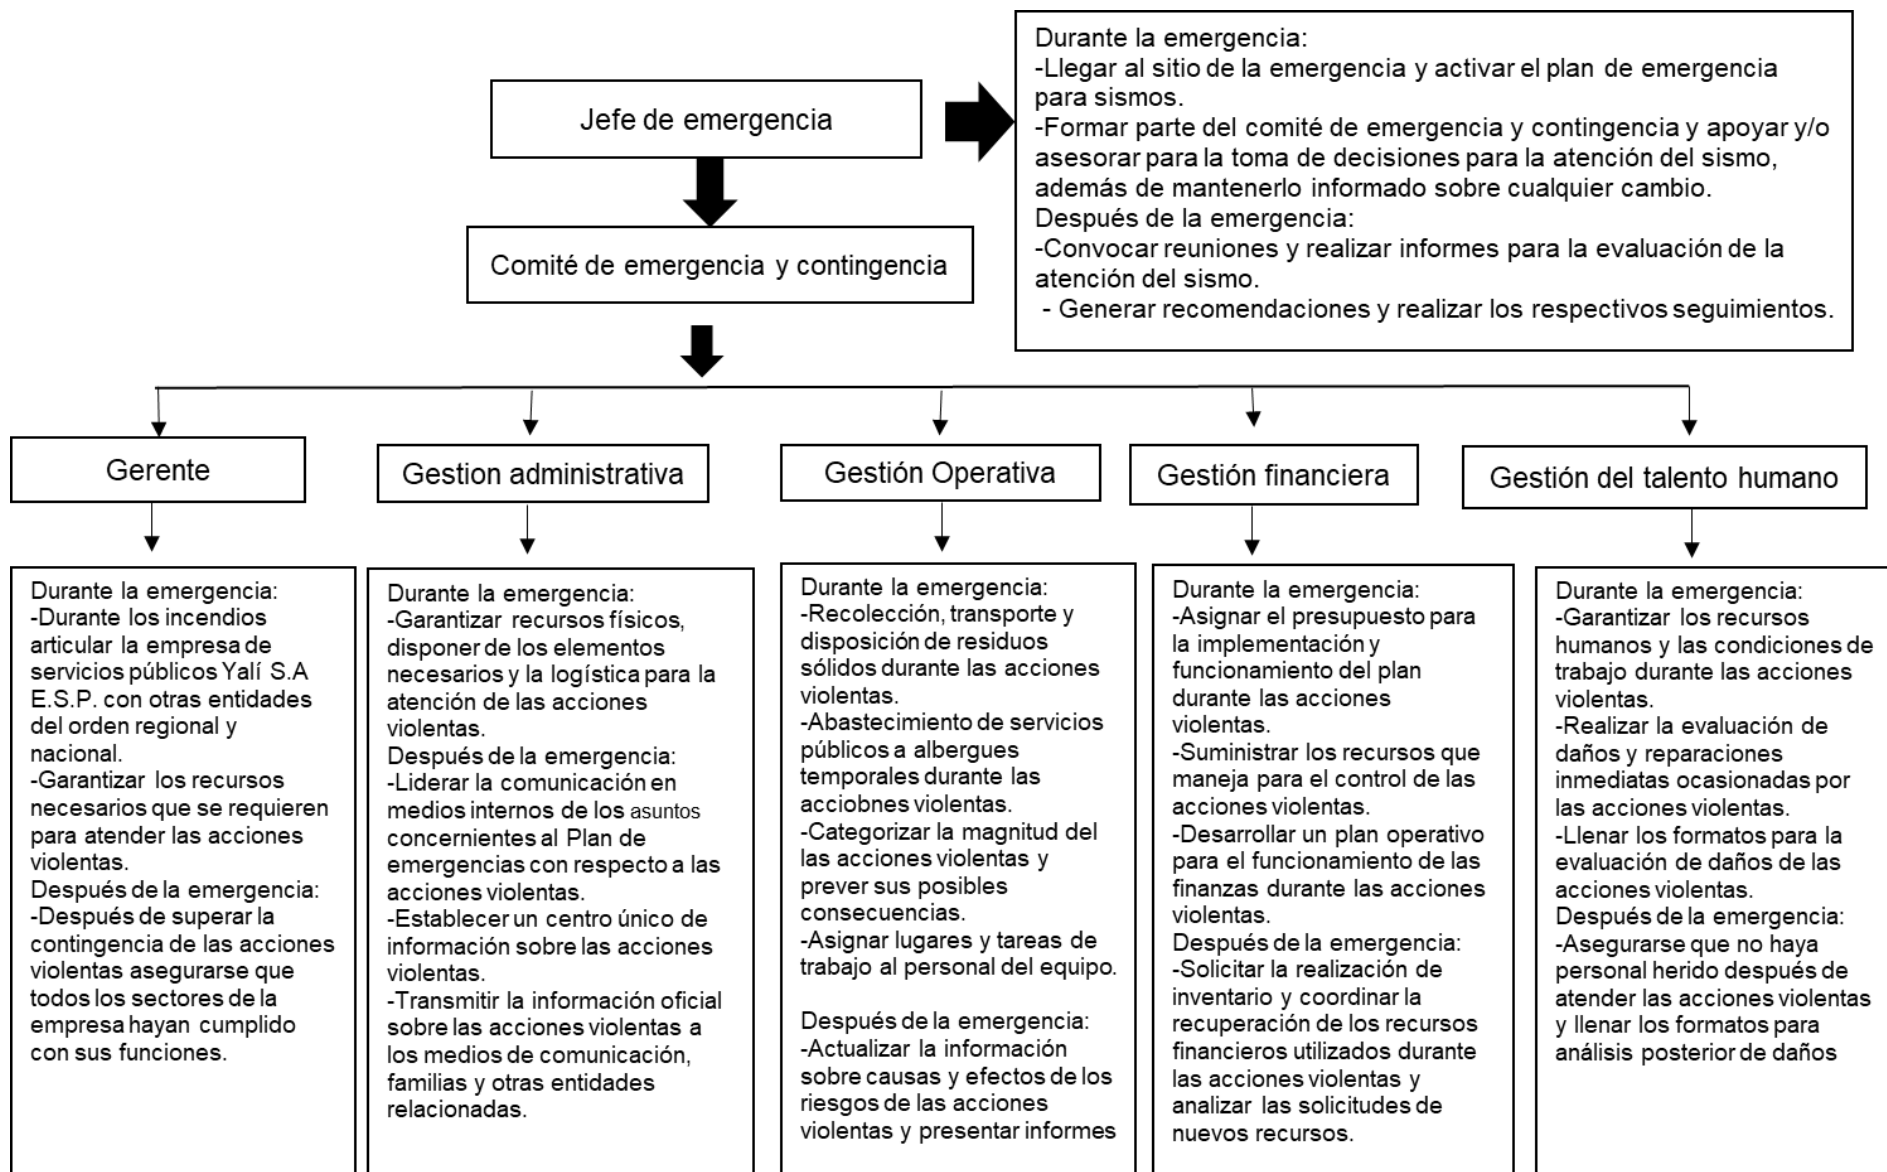 Jefe de emergencia
Durante la emergencia:
-Llegar al sitio de la emergencia y activar el plan de emergencia
para sismos.
-Formar parte del comité de emergencia y contingencia y apoyar y/o
asesorar para la toma de decisiones para la atención del sismo,
además de mantenerlo informado sobre cualquier cambio.
Después de la emergencia:
-Convocar reuniones y realizar informes para la evaluación de la
atención del sismo.
- Generar recomendaciones y realizar los respectivos seguimientos.
Comité de emergencia y contingencia
Gerente
Durante la emergencia:
-Durante los incendios
articular la empresa de
servicios públicos Yalí S.A
E.S.P. con otras entidades
del orden regional y
nacional.
-Garantizar los recursos
necesarios que se requieren
para atender las acciones
violentas.
Después de la emergencia:
-Después de superar la
contingencia de las acciones
violentas asegurarse que
todos los sectores de la
empresa hayan cumplido
con sus funciones.
Gestion administrativa
Durante la emergencia:
-Garantizar recursos físicos,
disponer de los elementos
necesarios y la logística para la
atención de las acciones
violentas.
Después de la emergencia:
-Liderar la comunicación en
medios internos de los asuntos
concernientes al Plan de
emergencias con respecto a las
acciones violentas.
-Establecer un centro único de
información sobre las acciones
violentas.
-Transmitir la información oficial
sobre las acciones violentas a
los medios de comunicación,
familias y otras entidades
relacionadas.
Gestión Operativa
Durante la emergencia:
-Recolección, transporte y
disposición de residuos
sólidos durante las acciones
violentas.
-Abastecimiento de servicios
públicos a albergues
temporales durante las
acciobnes violentas.
-Categorizar la magnitud del
las acciones violentas y
prever sus posibles
consecuencias.
-Asignar lugares y tareas de
trabajo al personal del equipo.
Después de la emergencia:
-Actualizar la información
sobre causas y efectos de los
riesgos de las acciones
violentas y presentar informes
Gestión financiera
Durante la emergencia:
-Asignar el presupuesto para
la implementación y
funcionamiento del plan
durante las acciones
violentas.
-Suministrar los recursos que
maneja para el control de las
acciones violentas.
-Desarrollar un plan operativo
para el funcionamiento de las
finanzas durante las acciones
violentas.
Después de la emergencia:
-Solicitar la realización de
inventario y coordinar la
recuperación de los recursos
financieros utilizados durante
las acciones violentas y
analizar las solicitudes de
nuevos recursos.
Gestión del talento humano
Durante la emergencia:
-Garantizar los recursos
humanos y las condiciones de
trabajo durante las acciones
violentas.
-Realizar la evaluación de
daños y reparaciones
inmediatas ocasionadas por
las acciones violentas.
-Llenar los formatos para la
evaluación de daños de las
acciones violentas.
Después de la emergencia:
-Asegurarse que no haya
personal herido después de
atender las acciones violentas
y llenar los formatos para
análisis posterior de daños